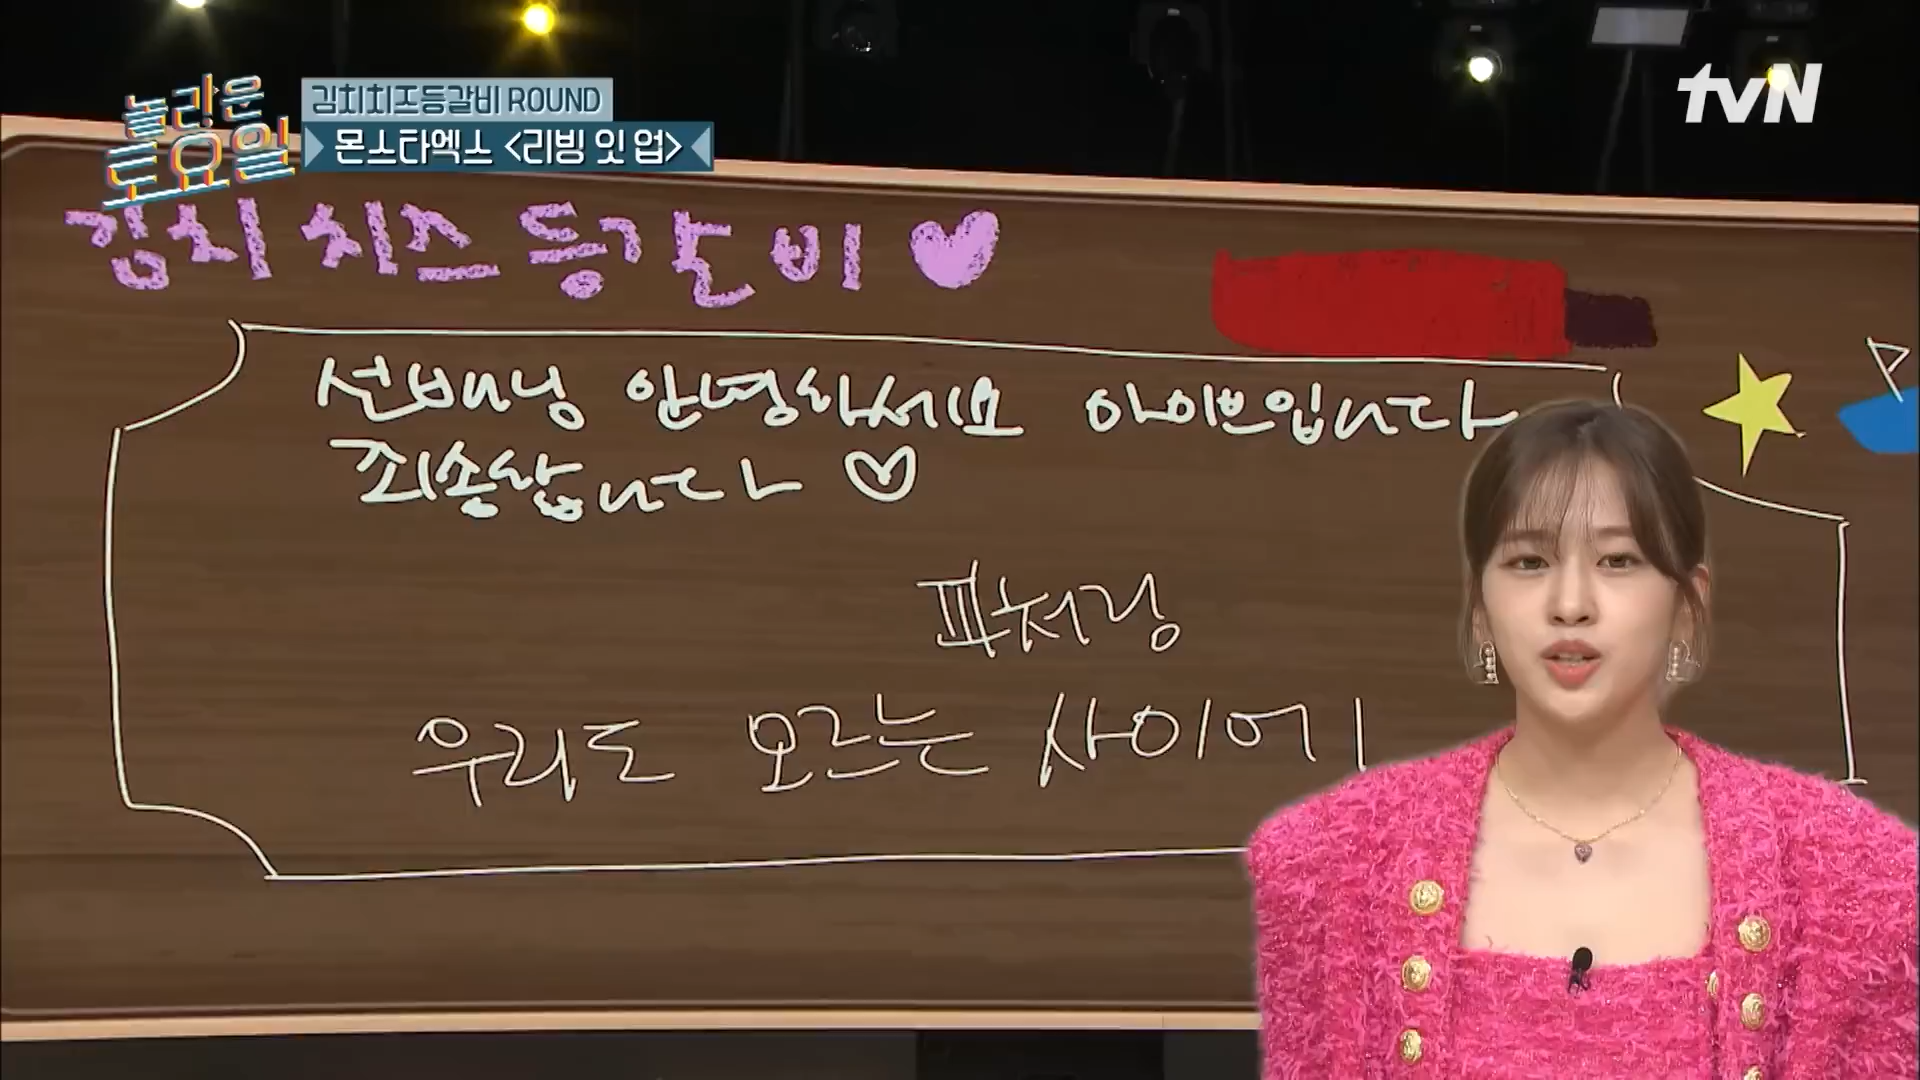 놀라운 토요일
김치치즈등갈비 ROUND
몬스타엑스 <리빙 잇 업>
tvN
김치치즈등갈비
선배님 안녕하세요 아이브입니다
죄송합니다
퍼처링
우리도 모르는 사이에